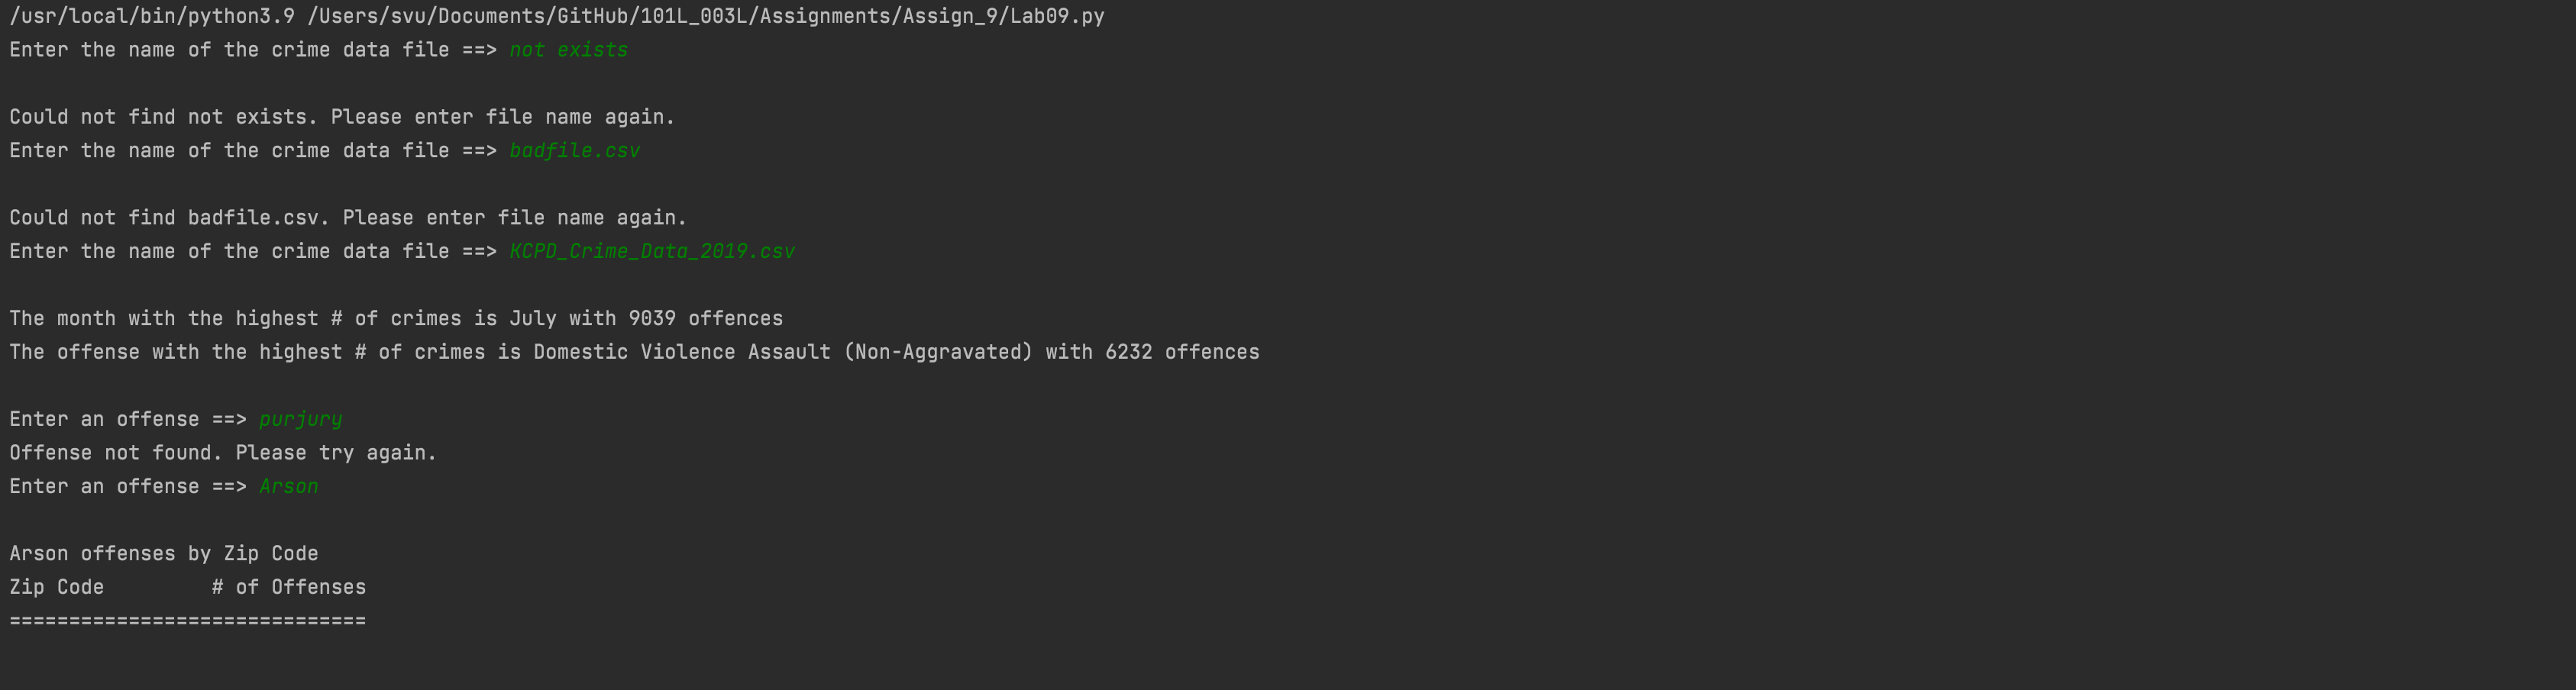 /usr/local/bin/python3.9 /Users/svu/Documents/GitHub/101L_003L/Assignments/Assign_9/Lab09.py
Enter the name of the crime data file ==> not exists
Could not find not exists. Please enter file name again.
Enter the name of the crime data file ==> badfile.csv
Could not find badfile.csv. Please enter file name again.
Enter the name of the crime data file ==> KCPD_Crime_Data_2019.csv
The month with the highest # of crimes is July with 9039 offences
The offense with the highest # of crimes is Domestic Violence Assault (Non-Aggravated) with 6232 offences
Enter an offense ==> purjury
Offense not found. Please try again.
Enter an offense ==> Arson
Arson offenses by Zip Code
Zip Code         # of Offenses
==============================